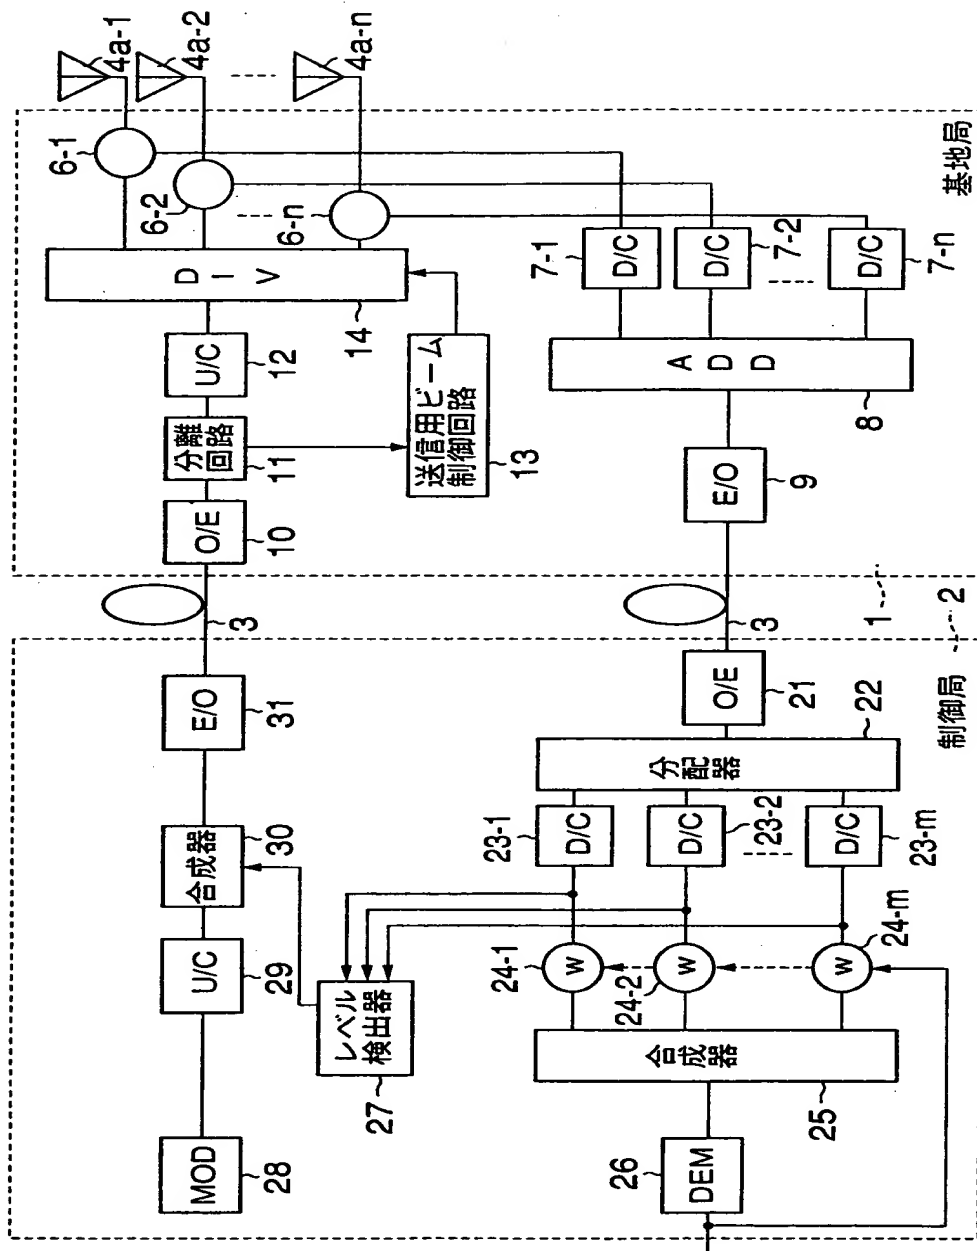 4a-1
4a-2
4a-n
6-1
6-2
6-n
基地局
DIV
14
U/C
12
分離
回路
11
送信用ビーム
制御回路
13
O/E
10
7-1
D/C
D/C
7-2
D/C
7-n
ADD
8
E/O
9
3
3
1
2
制御局
E/O
31
合成器
30
U/C
29
MOD
28
レベル
検出器
27
O/E
21
分配器
22
23-1
D/C
D/C
23-2
D/C
23-m
24-1
W
24-2
W
24-m
W
合成器
25
26
DEM